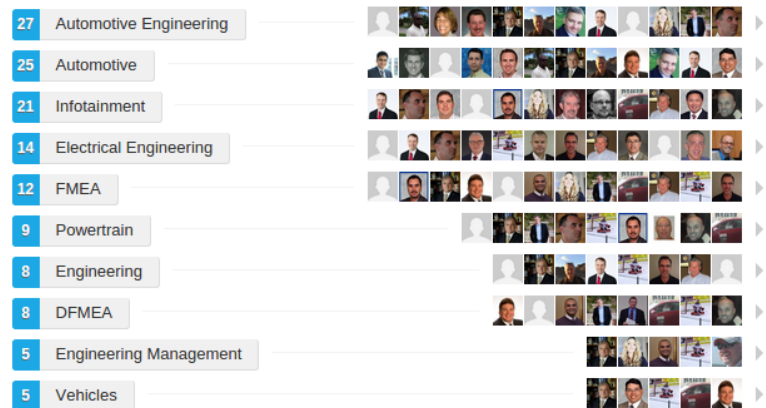 27 Automotive Engineering
25 Automotive
21 Infotainment
14 Electrical Engineering
12 FMEA
9 Powertrain
8 Engineering
8 DFMEA
5 Engineering Management
5 Vehicles